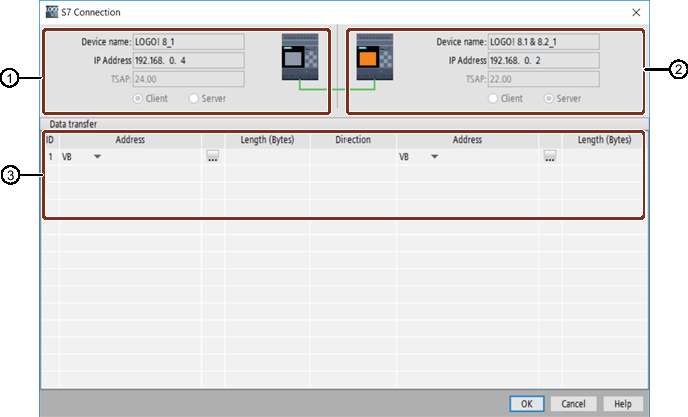 S7 Connection
Device name: LOGO! 8_1
IP Address 192.168. 0. 4
TSAP: 24.00
Client Server
Device name: LOGO! 8.1 & 8.2_1
IP Address 192.168. 0. 2
TSAP: 22.00
Client Server
1
2
Data transfer
ID Address Length (Bytes) Direction Address Length (Bytes)
1 VB ... VB ...
3
OK Cancel Help